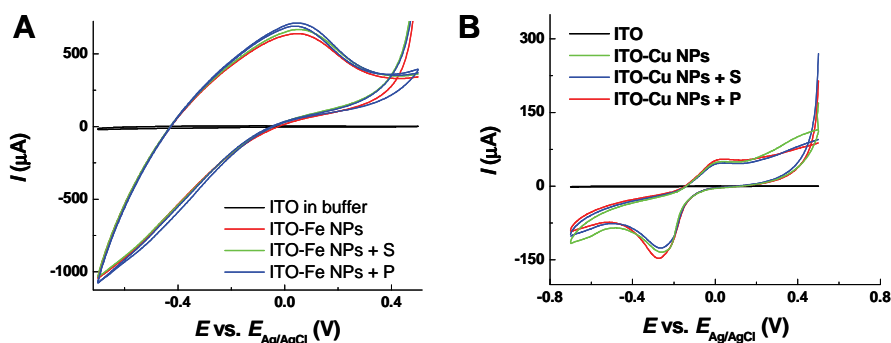 A
500
0
-500
-1000
I (μA)
-0.4
0.0
0.4
E vs. E Ag/AgCl (V)
ITO in buffer
ITO-Fe NPs
ITO-Fe NPs + S
ITO-Fe NPs + P
B
300
150
0
-150
I (μA)
-0.8
-0.4
0.0
0.4
0.8
E vs. E Ag/AgCl (V)
ITO
ITO-Cu NPs
ITO-Cu NPs + S
ITO-Cu NPs + P